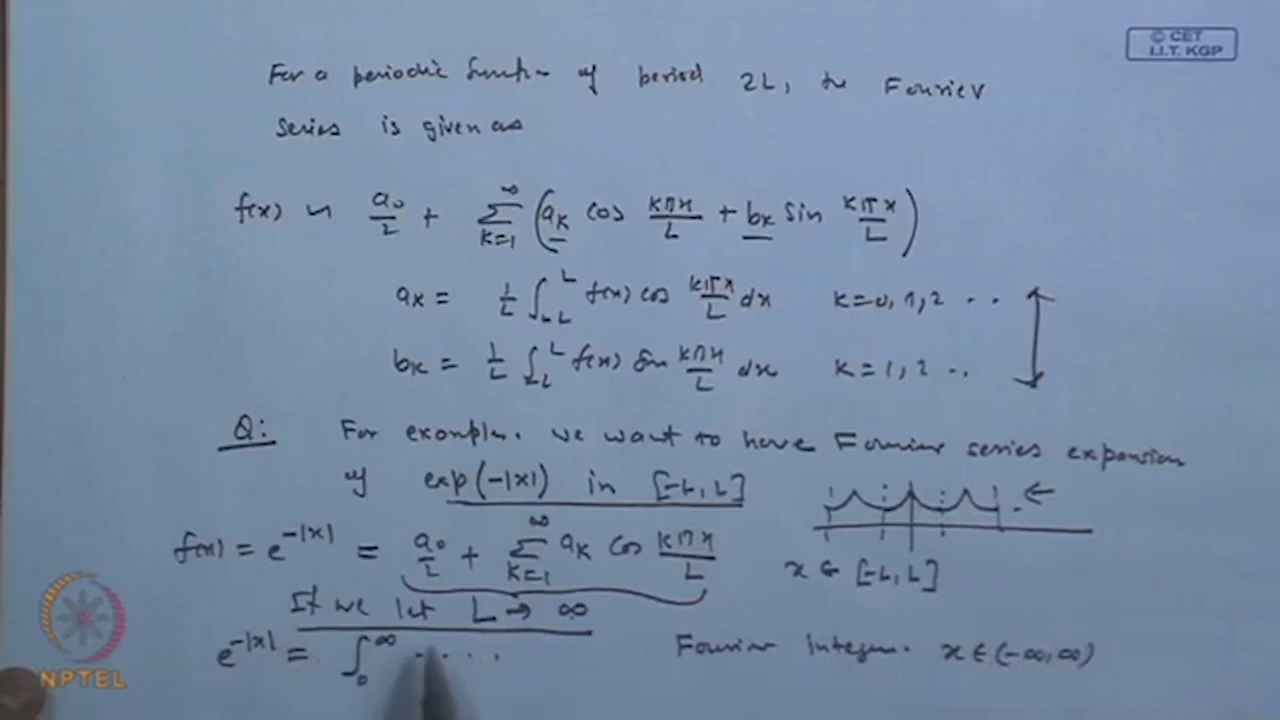 © CET
I.I.T. KGP
For a periodic function of period 2L, the Fourier
series is given as
f(x) ~ a₀/2 + ∑_{k=1}^{∞} (aₖ cos kπx/L + bₖ sin kπx/L)
aₖ = 1/L ∫_{-L}^{L} f(x) cos kπx/L dx k=0,1,2 ...
bₖ = 1/L ∫_{-L}^{L} f(x) sin kπx/L dx k=1,2 ..
Q: For example. we want to have Fourier series expansion
of exp(-|x|) in [-L, L]
f(x) = e^{-|x|} = a₀/2 + ∑_{k=1}^{∞} aₖ cos kπx/L x ∈ [-L, L]
If we let L → ∞
e^{-|x|} = ∫_0^∞ .... Fourier Integral. x ∈ (-∞, ∞)
NPTEL